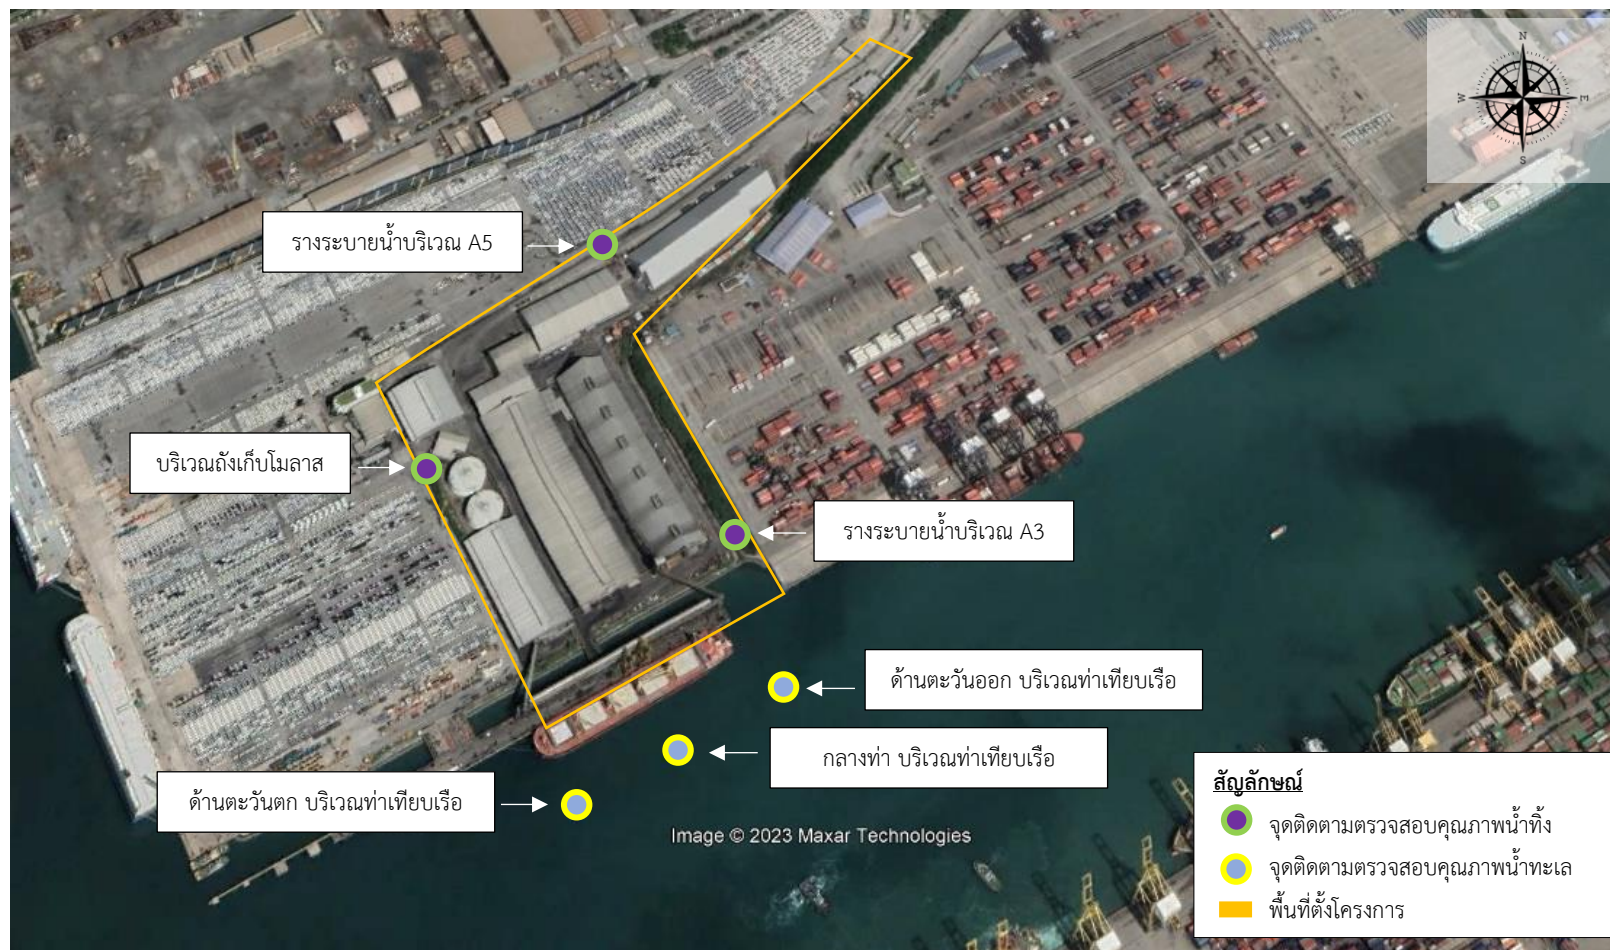 N
W
E
S
รางระบายน้ำบริเวณ A5
บริเวณถังเก็บโมลาส
รางระบายน้ำบริเวณ A3
ด้านตะวันออก บริเวณท่าเทียบเรือ
กลางท่า บริเวณท่าเทียบเรือ
ด้านตะวันตก บริเวณท่าเทียบเรือ
Image © 2023 Maxar Technologies
สัญลักษณ์
จุดติดตามตรวจสอบคุณภาพน้ำทิ้ง
จุดติดตามตรวจสอบคุณภาพน้ำทะเล
พื้นที่ตั้งโครงการ